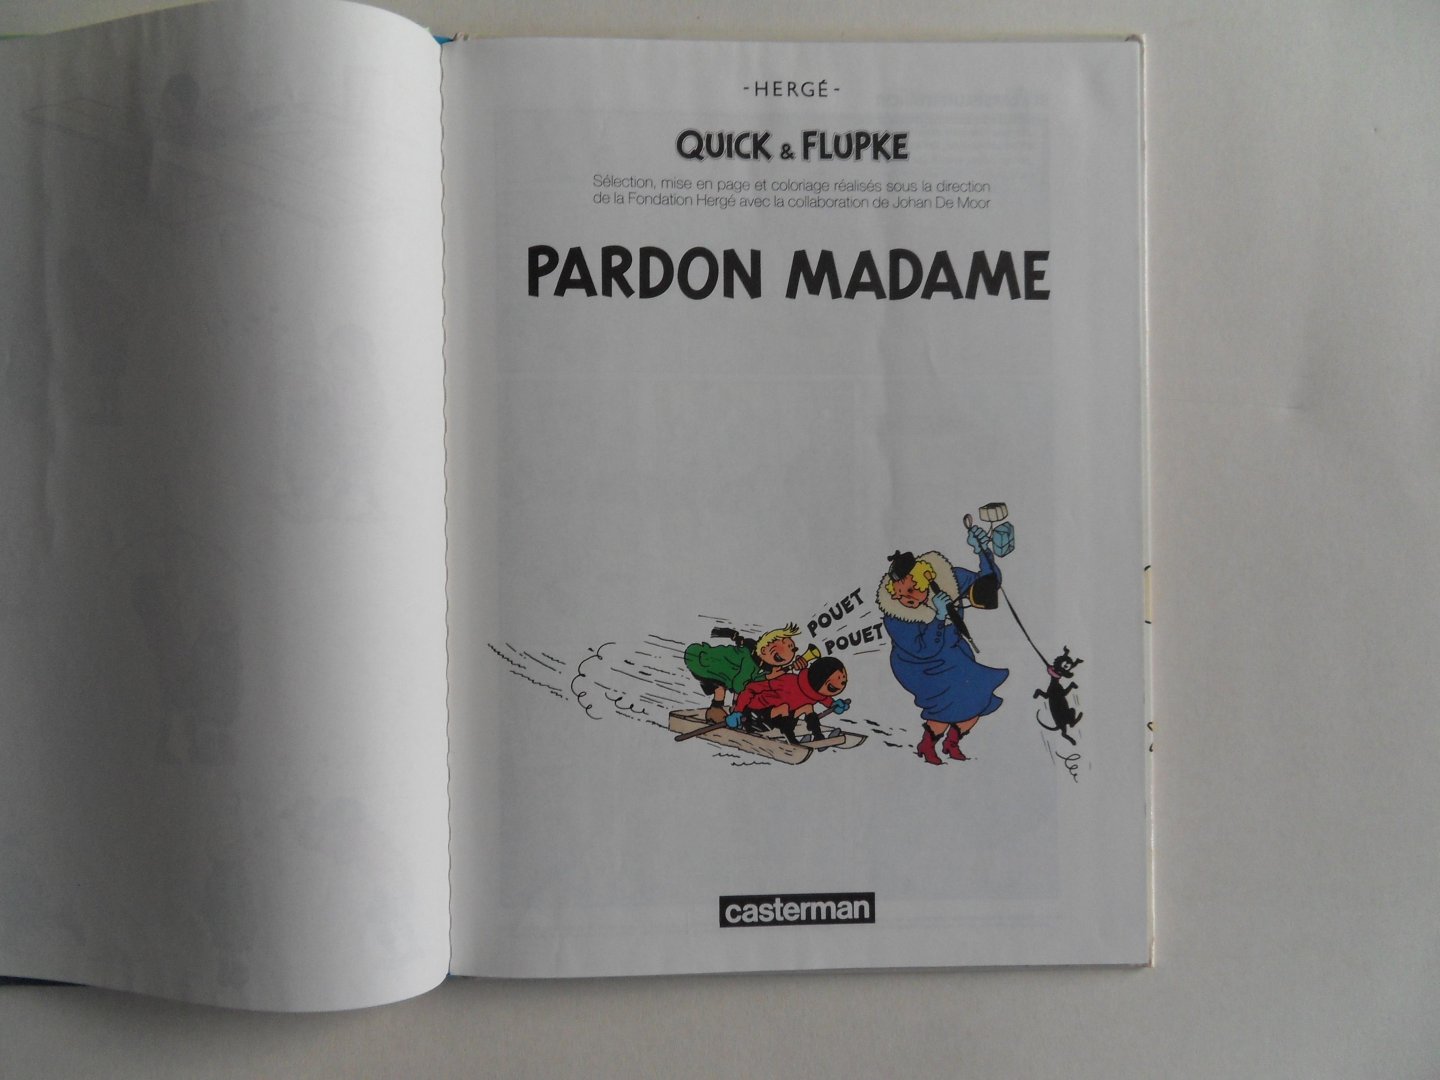 - HERGÉ -
QUICK & FLUPKE
Sélection, mise en page et coloriage réalisés sous la direction
de la Fondation Hergé avec la collaboration de Johan De Moor
PARDON MADAME
POUET
POUET
casterman